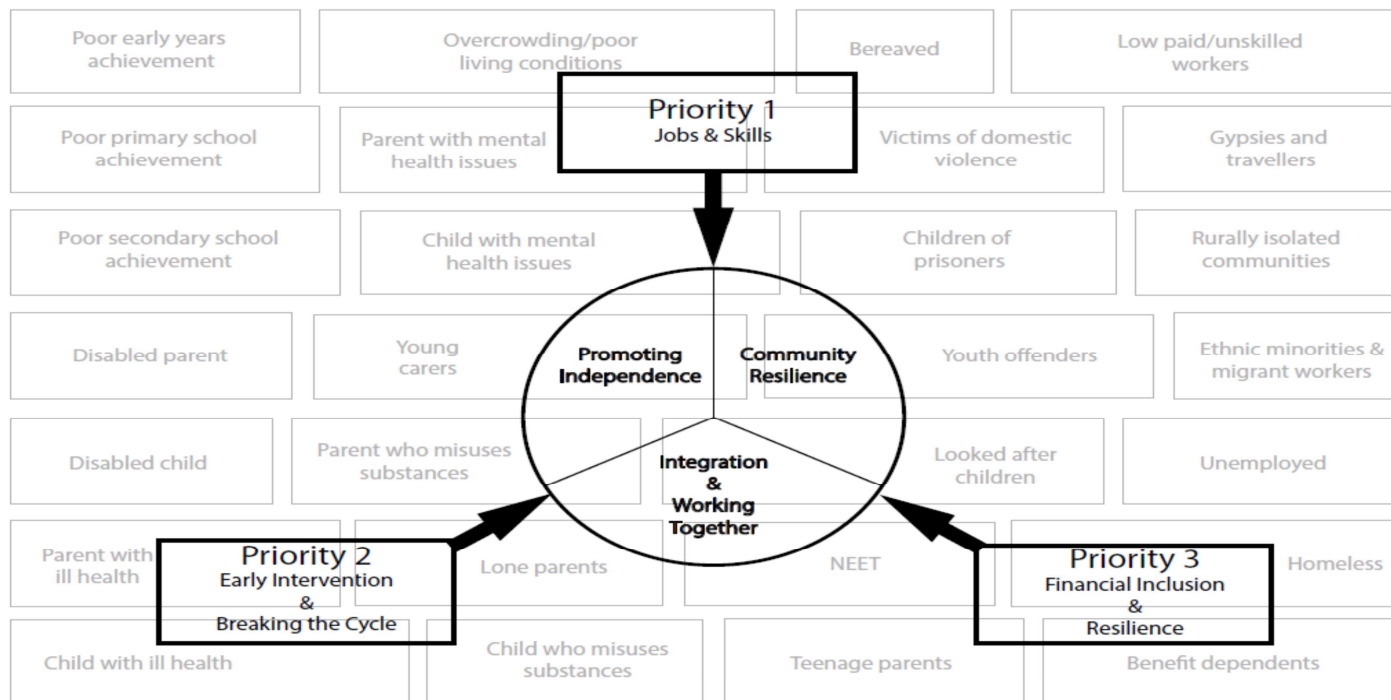 Poor early years
achievement
Overcrowding/poor
living conditions
Bereaved
Low paid/unskilled
workers
Priority 1
Jobs & Skills
Poor primary school
achievement
Parent with mental
health issues
Victims of domestic
violence
Gypsies and
travellers
Poor secondary school
achievement
Child with mental
health issues
Children of
prisoners
Rurally isolated
communities
Disabled parent
Young
carers
Promoting
Independence
Community
Resilience
Youth offenders
Ethnic minorities &
migrant workers
Disabled child
Parent who misuses
substances
Integration
&
Working
Together
Looked after
children
Unemployed
Parent with
ill health
Priority 2
Early Intervention
&
Breaking the Cycle
Lone parents
NEET
Priority 3
Financial Inclusion
&
Resilience
Homeless
Child with ill health
Child who misuses
substances
Teenage parents
Benefit dependents